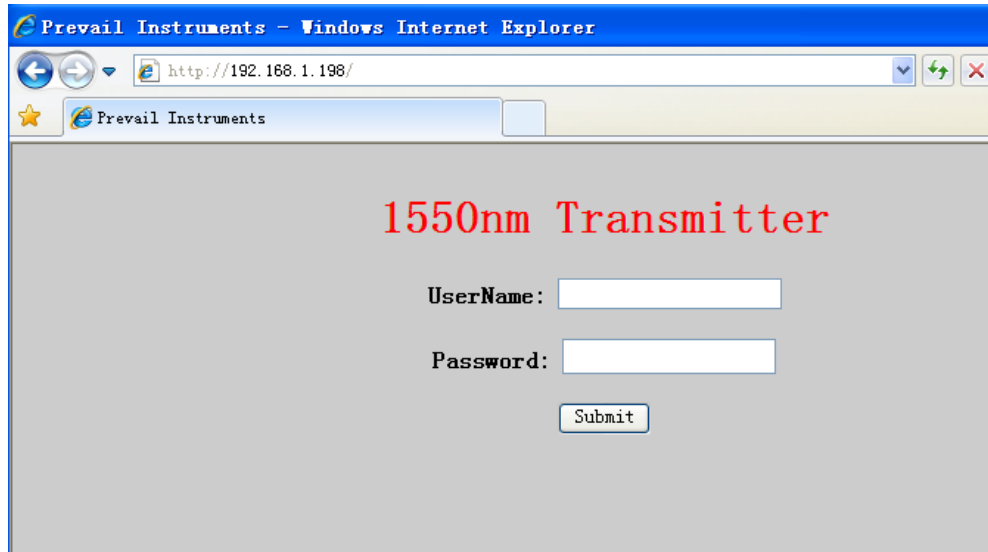 Prevail Instruments - Windows Internet Explorer
http://192.168.1.198/
Prevail Instruments
1550nm Transmitter
UserName:
Password:
Submit